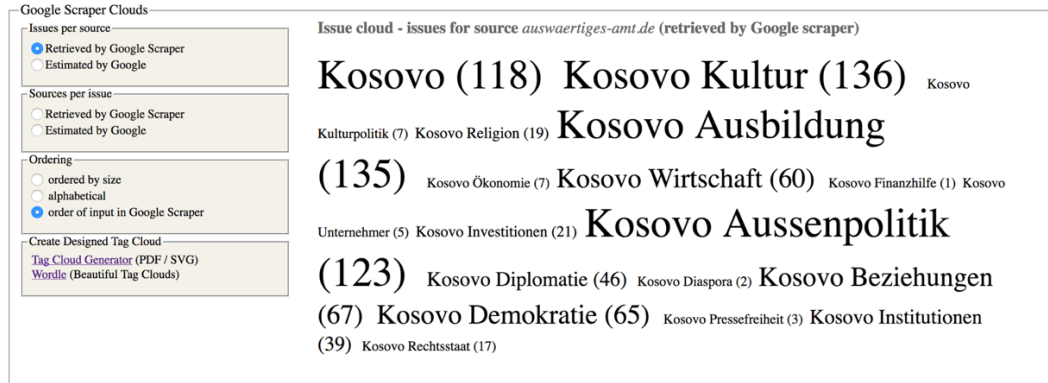 Google Scraper Clouds
Issues per source
Retrieved by Google Scraper
Estimated by Google
Sources per issue
Retrieved by Google Scraper
Estimated by Google
Ordering
ordered by size
alphabetical
order of input in Google Scraper
Create Designed Tag Cloud
Tag Cloud Generator (PDF / SVG)
Wordle (Beautiful Tag Clouds)
Issue cloud - issues for source auswaertiges-amt.de (retrieved by Google scraper)
Kosovo (118) Kosovo Kultur (136) Kosovo
Kulturpolitik (7) Kosovo Religion (19) Kosovo Ausbildung
(135) Kosovo Ökonomie (7) Kosovo Wirtschaft (60) Kosovo Finanzhilfe (1) Kosovo
Unternehmer (5) Kosovo Investitionen (21) Kosovo Aussenpolitik
(123) Kosovo Diplomatie (46) Kosovo Diaspora (2) Kosovo Beziehungen
(67) Kosovo Demokratie (65) Kosovo Pressefreiheit (3) Kosovo Institutionen
(39) Kosovo Rechtsstaat (17)